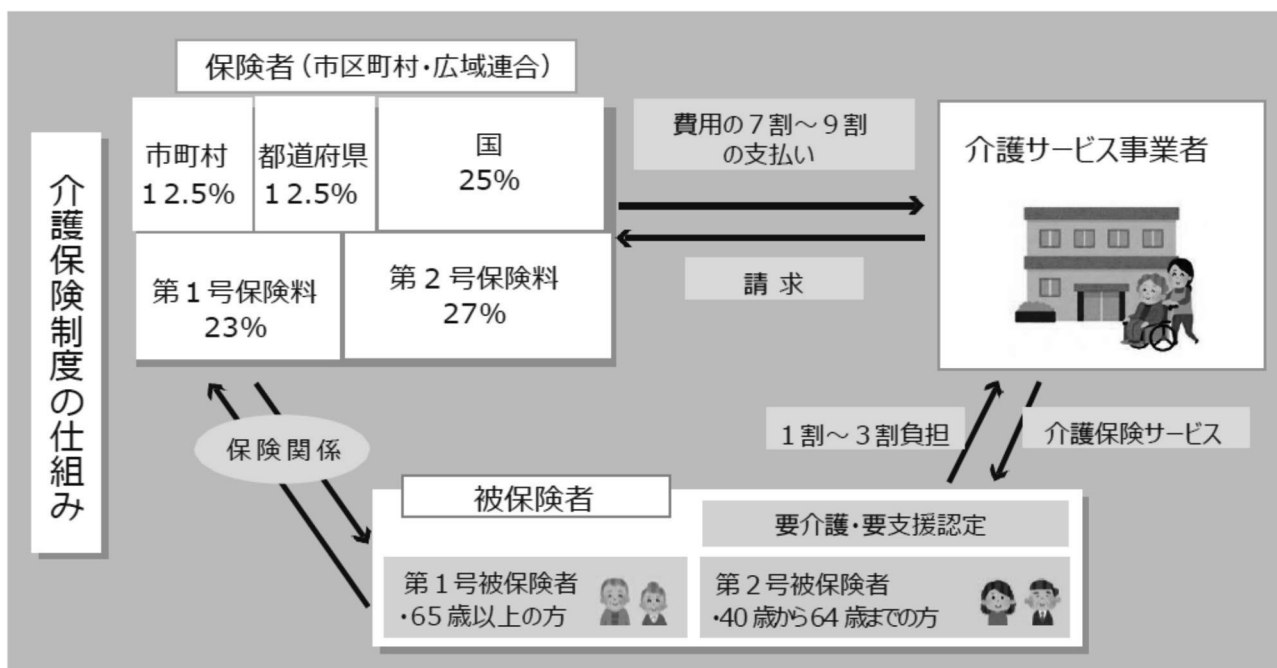 介護保険制度の仕組み
保険者(市区町村・広域連合)
市町村
12.5%
都道府県
12.5%
国
25%
第1号保険料
23%
第2号保険料
27%
費用の7割～9割
の支払い
請求
介護サービス事業者
保険関係
1割～3割負担
介護保険サービス
被保険者
要介護・要支援認定
第1号被保険者
・65歳以上の方
第2号被保険者
・40歳から64歳までの方